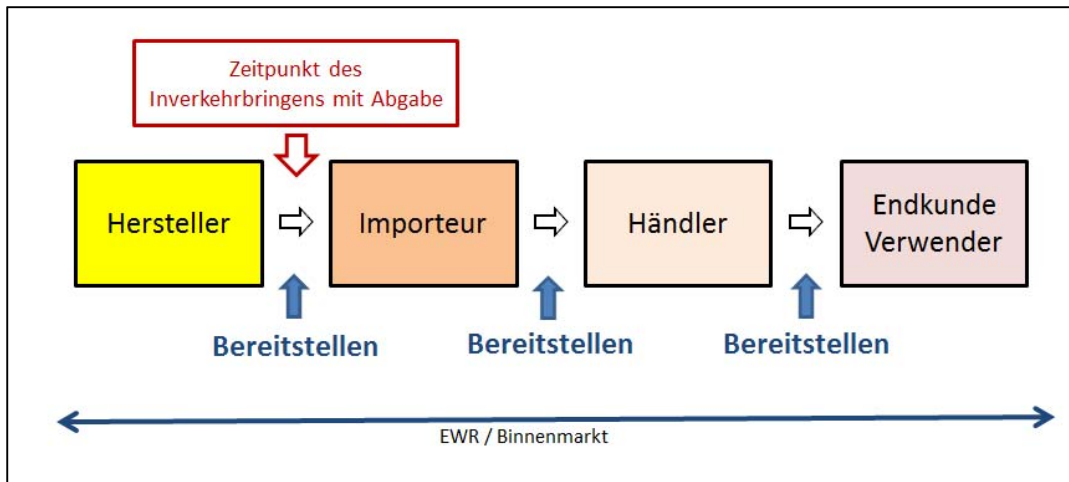 Zeitpunkt des
Inverkehrbringens mit Abgabe
Hersteller
Importeur
Händler
Endkunde
Verwender
Bereitstellen
Bereitstellen
Bereitstellen
EWR / Binnenmarkt